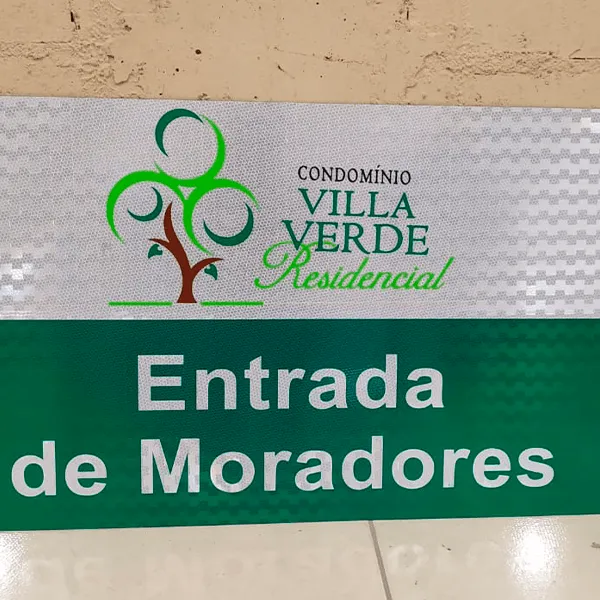 CONDOMÍNIO
VILLA
VERDE
Residencial
Entrada
de Moradores